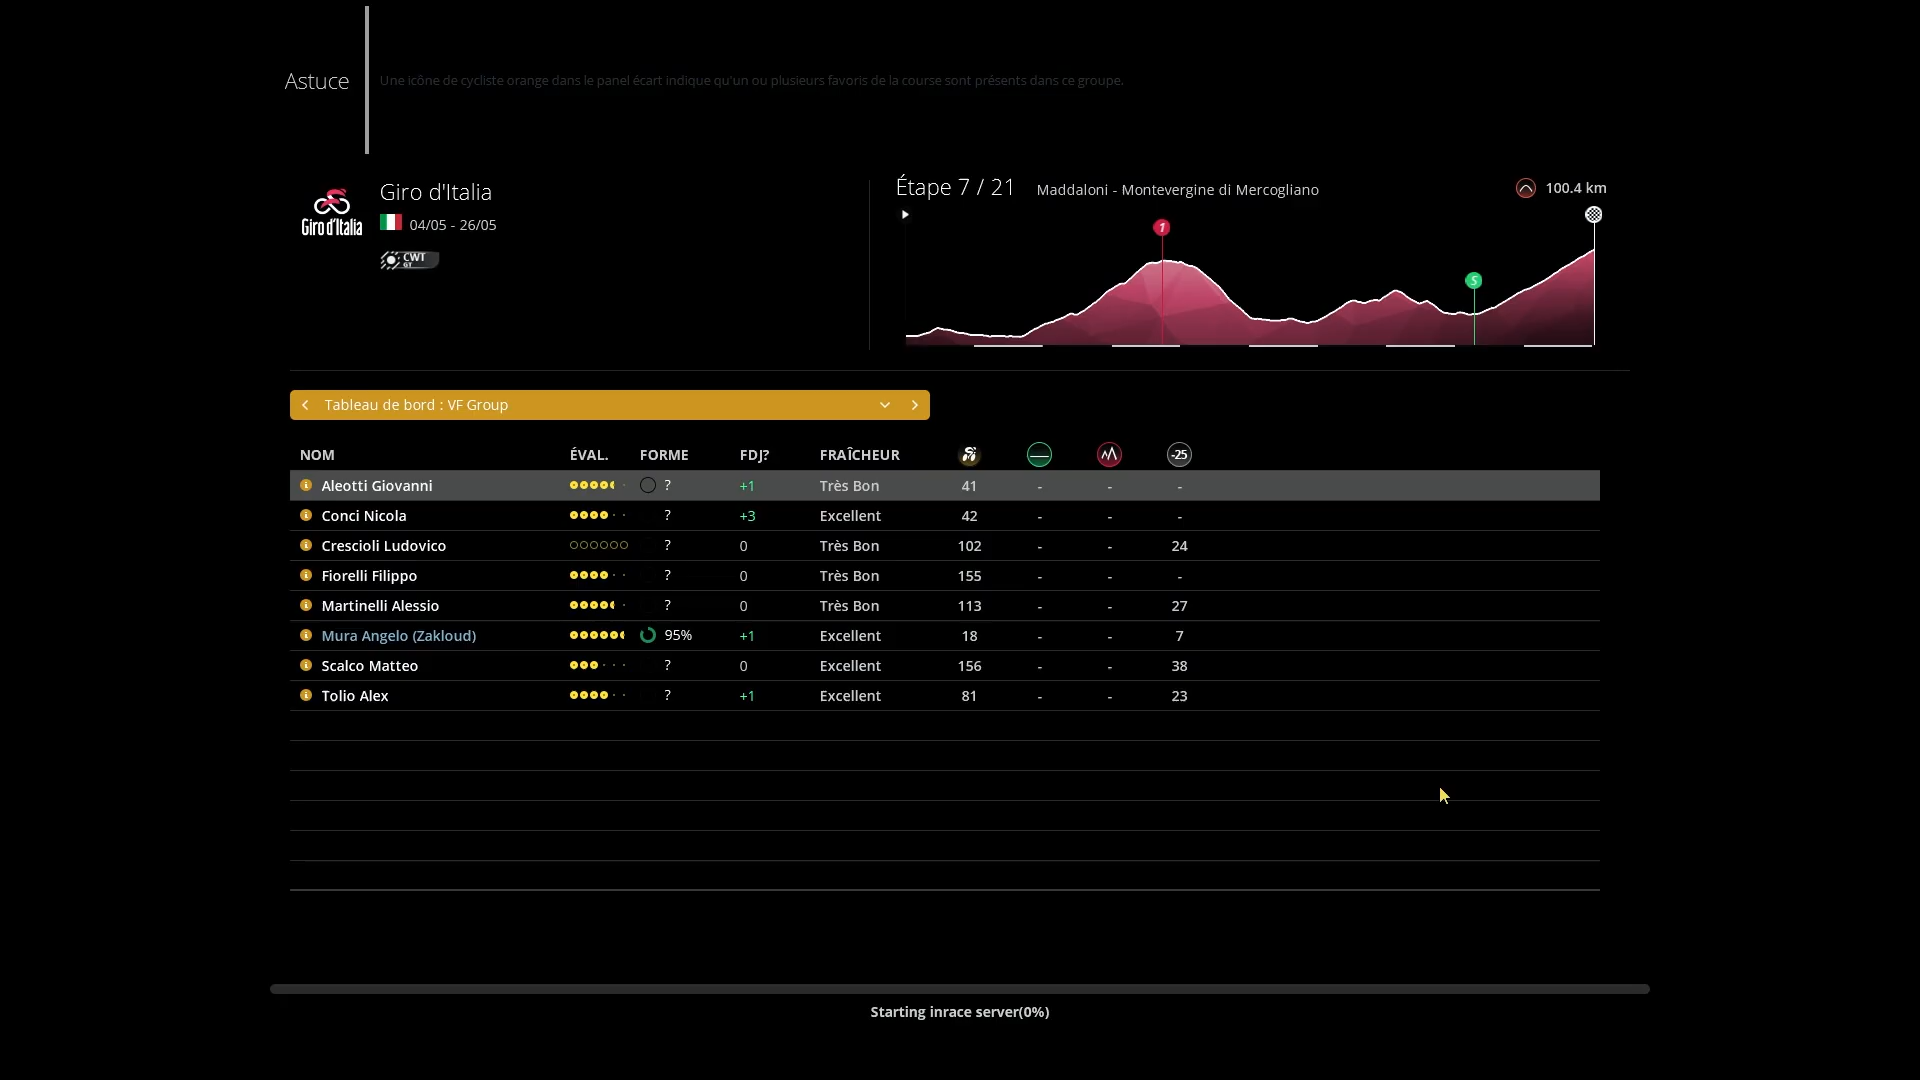 Astuce
Une icône de cycliste orange dans le panel écart indique qu'un ou plusieurs favoris de la course sont présents dans ce groupe.
Giro d'Italia
Giro d'Italia
04/05 - 26/05
CWT
GT
Étape 7 / 21 Maddaloni - Montevergine di Mercogliano 100.4 km
1
S
Tableau de bord : VF Group
NOM ÉVAL. FORME FDJ? FRAÎCHEUR -25
Aleotti Giovanni ? +1 Très Bon 41 - - -
Conci Nicola ? +3 Excellent 42 - - -
Crescioli Ludovico ? 0 Très Bon 102 - - 24
Fiorelli Filippo ? 0 Très Bon 155 - - -
Martinelli Alessio ? 0 Très Bon 113 - - 27
Mura Angelo (Zakloud) 95% +1 Excellent 18 - - 7
Scalco Matteo ? 0 Excellent 156 - - 38
Tolio Alex ? +1 Excellent 81 - - 23
Starting inrace server(0%)